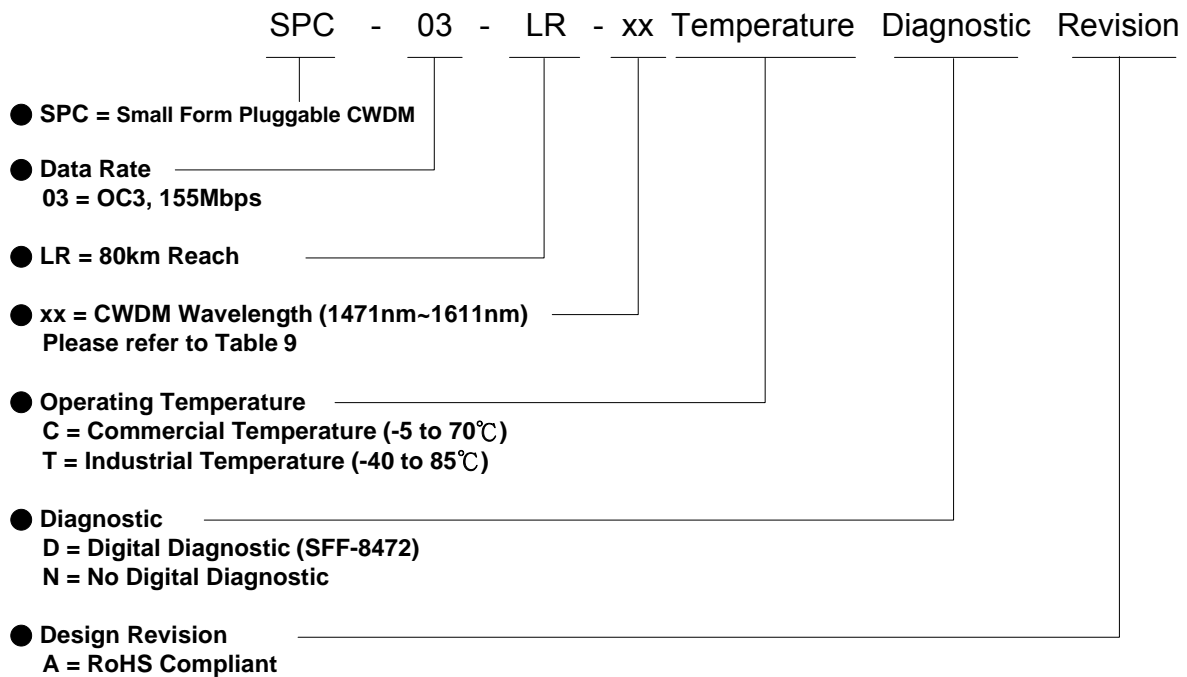 SPC - 03 - LR - xx Temperature Diagnostic Revision
● SPC = Small Form Pluggable CWDM
● Data Rate
03 = OC3, 155Mbps
● LR = 80km Reach
● xx = CWDM Wavelength (1471nm~1611nm)
Please refer to Table 9
● Operating Temperature
C = Commercial Temperature (-5 to 70℃)
T = Industrial Temperature (-40 to 85℃)
● Diagnostic
D = Digital Diagnostic (SFF-8472)
N = No Digital Diagnostic
● Design Revision
A = RoHS Compliant